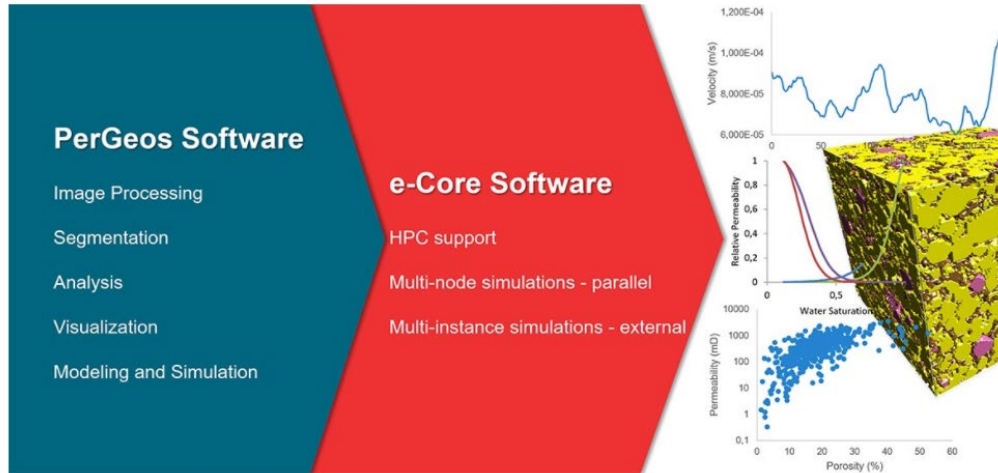 PerGeos Software
Image Processing
Segmentation
Analysis
Visualization
Modeling and Simulation
e-Core Software
HPC support
Multi-node simulations - parallel
Multi-instance simulations - external
1,200E-04
1,000E-04
8,000E-05
6,000E-05
Velocity (m/s)
0 50
1
0,8
0,6
0,4
0,2
0
Relative Permeability
0 0,5
Water Saturation
10000
1000
100
10
1
0,1
Permeability (mD)
0 10 20 30 40 50 60
Porosity (%)